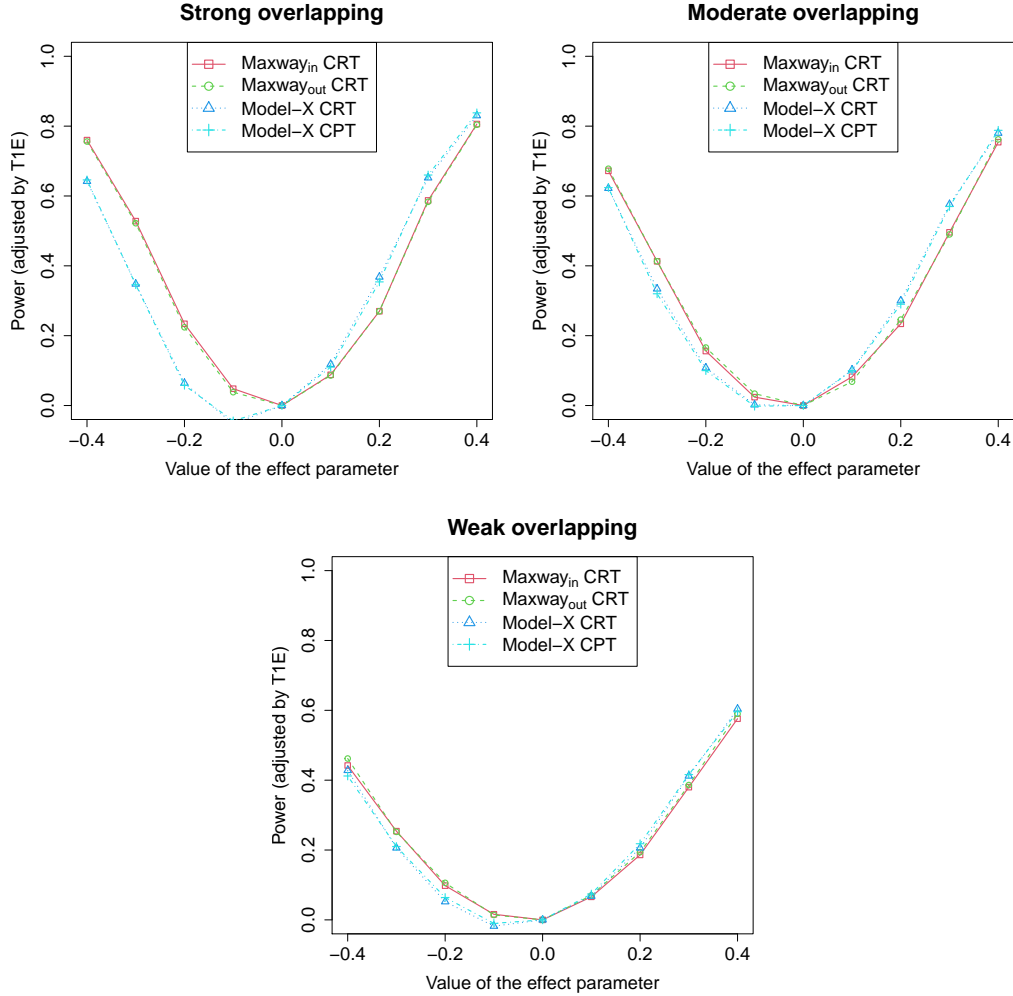 Strong overlapping
Power (adjusted by T1E)
1.0
0.8
0.6
0.4
0.2
0.0
Maxwayin CRT
Maxwayout CRT
Model−X CRT
Model−X CPT
−0.4 −0.2 0.0 0.2 0.4
Value of the effect parameter
Moderate overlapping
Power (adjusted by T1E)
1.0
0.8
0.6
0.4
0.2
0.0
Maxwayin CRT
Maxwayout CRT
Model−X CRT
Model−X CPT
−0.4 −0.2 0.0 0.2 0.4
Value of the effect parameter
Weak overlapping
Power (adjusted by T1E)
1.0
0.8
0.6
0.4
0.2
0.0
Maxwayin CRT
Maxwayout CRT
Model−X CRT
Model−X CPT
−0.4 −0.2 0.0 0.2 0.4
Value of the effect parameter